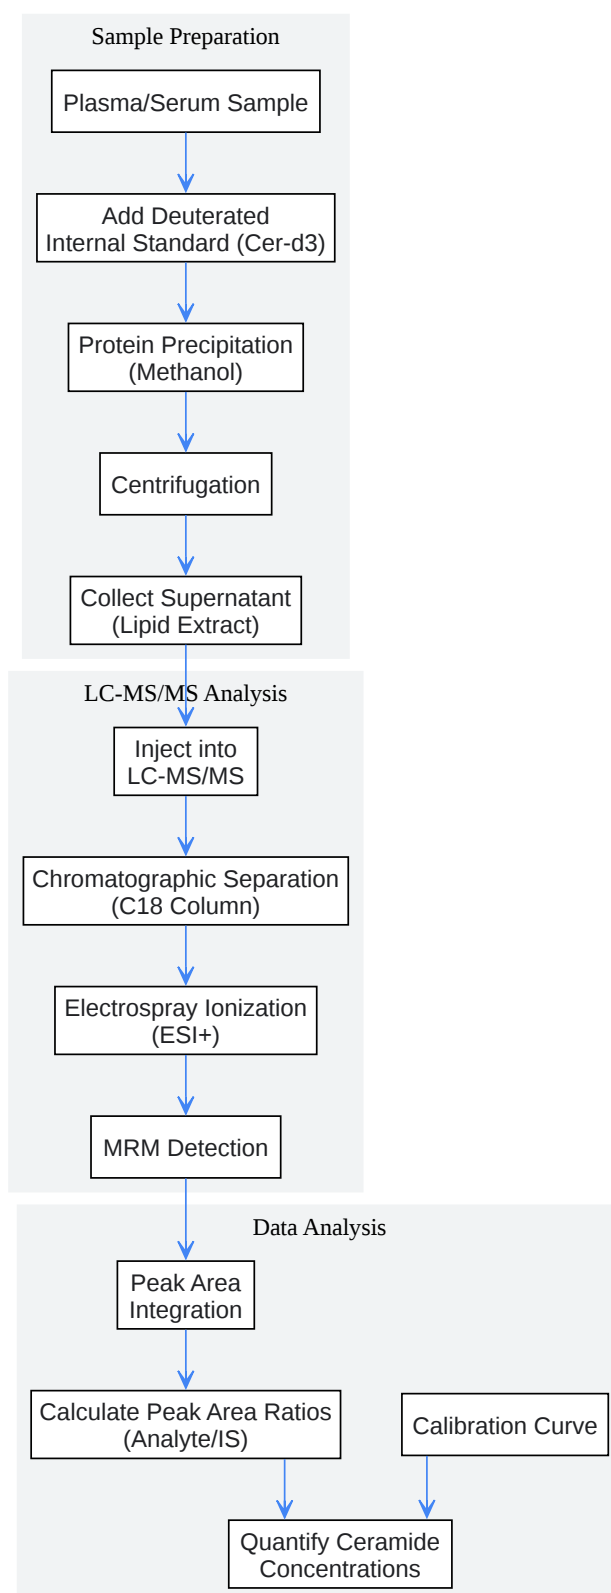 Sample Preparation
Plasma/Serum Sample
Add Deuterated
Internal Standard (Cer-d3)
Protein Precipitation
(Methanol)
Centrifugation
Collect Supernatant
(Lipid Extract)
LC-MS/MS Analysis
Inject into
LC-MS/MS
Chromatographic Separation
(C18 Column)
Electrospray Ionization
(ESI+)
MRM Detection
Data Analysis
Peak Area
Integration
Calculate Peak Area Ratios
(Analyte/IS)
Calibration Curve
Quantify Ceramide
Concentrations